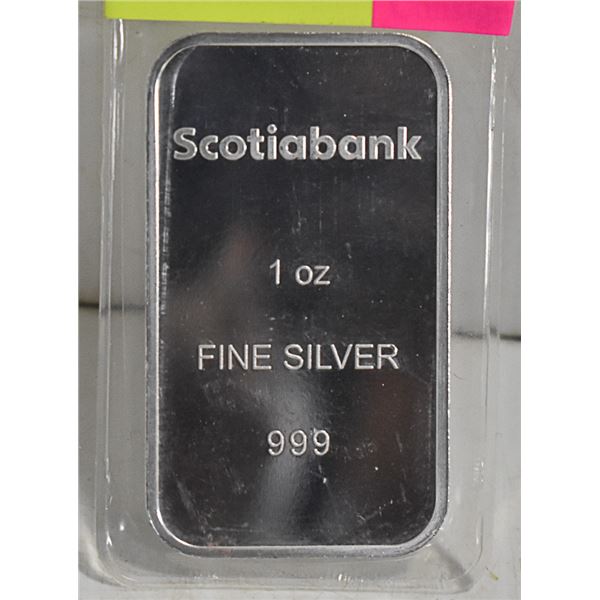 Scotiabank
1 oz
FINE SILVER
999